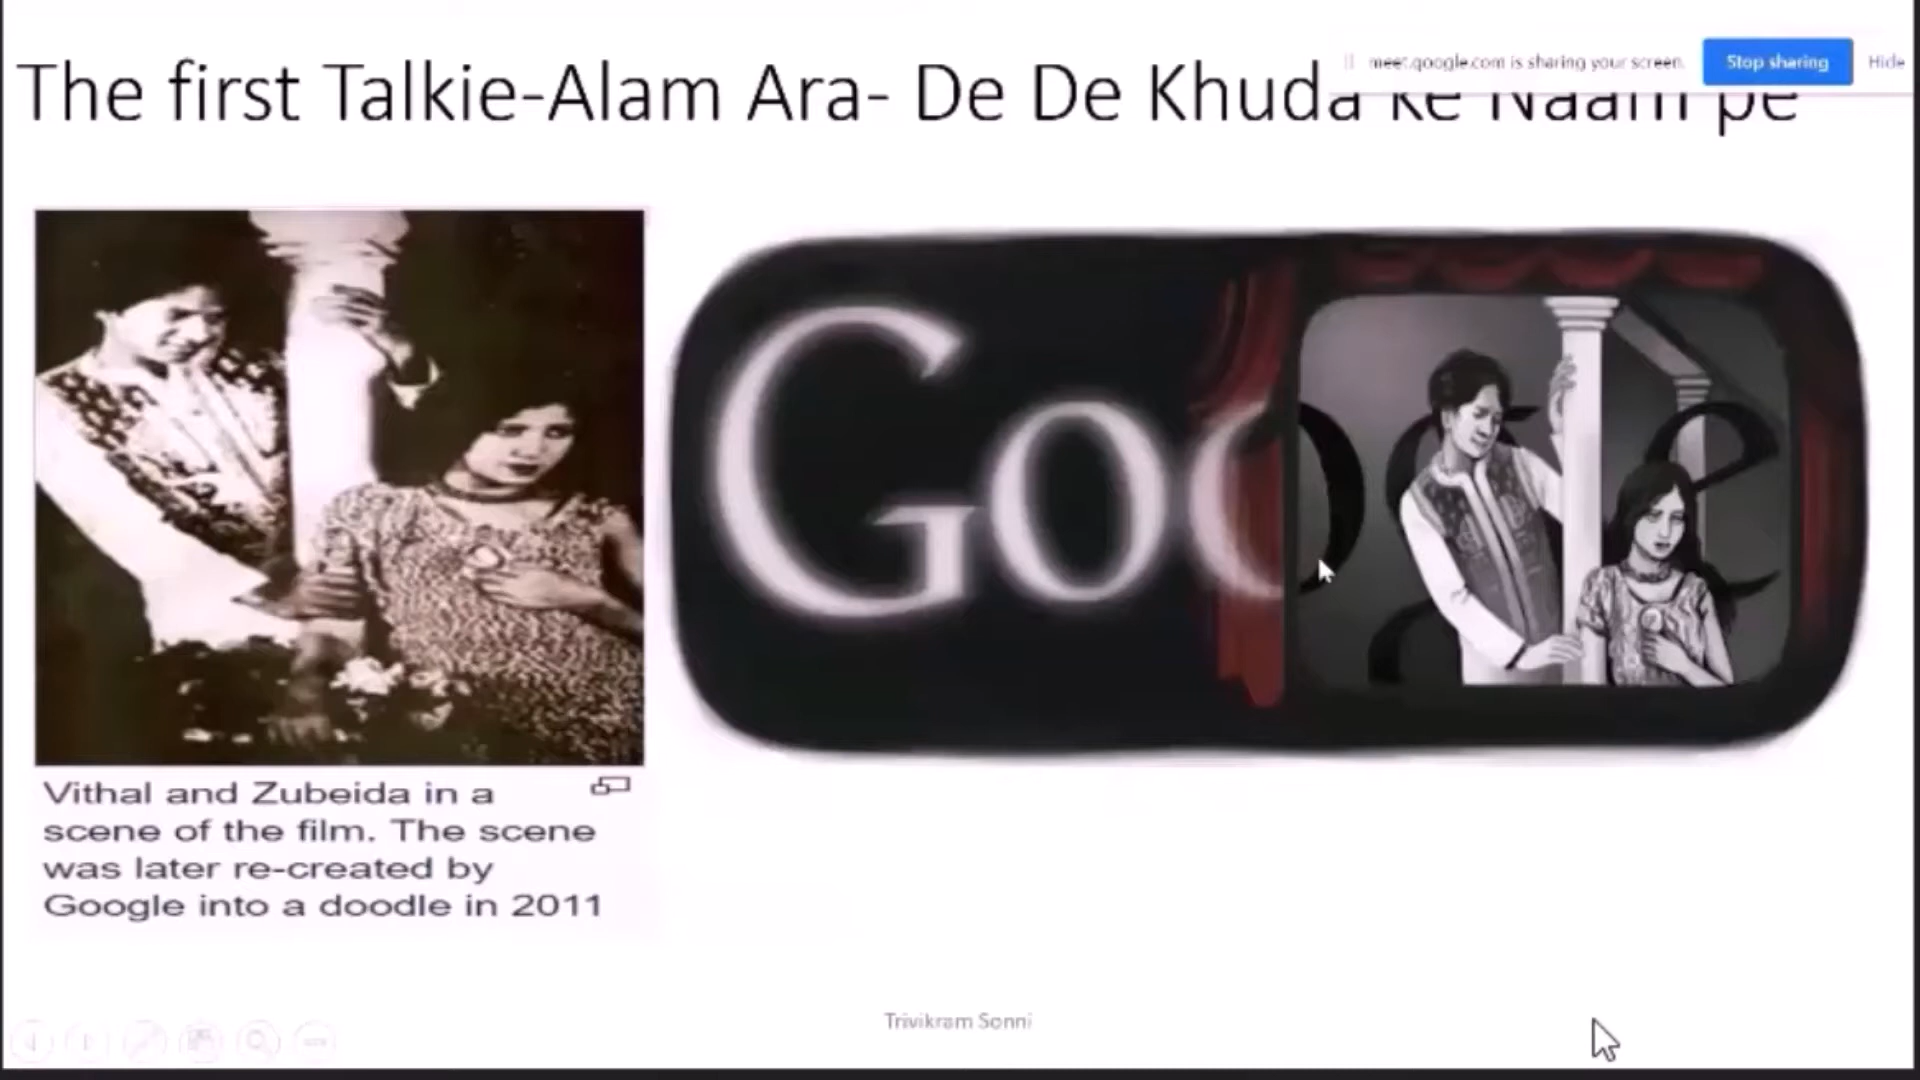 The first Talkie-Alam Ara- De De Khuda ke Naam pe
meet.google.com is sharing your screen.
Stop sharing
Hide
Google
Vithal and Zubeida in a
scene of the film. The scene
was later re-created by
Google into a doodle in 2011
Trivikram Sonni